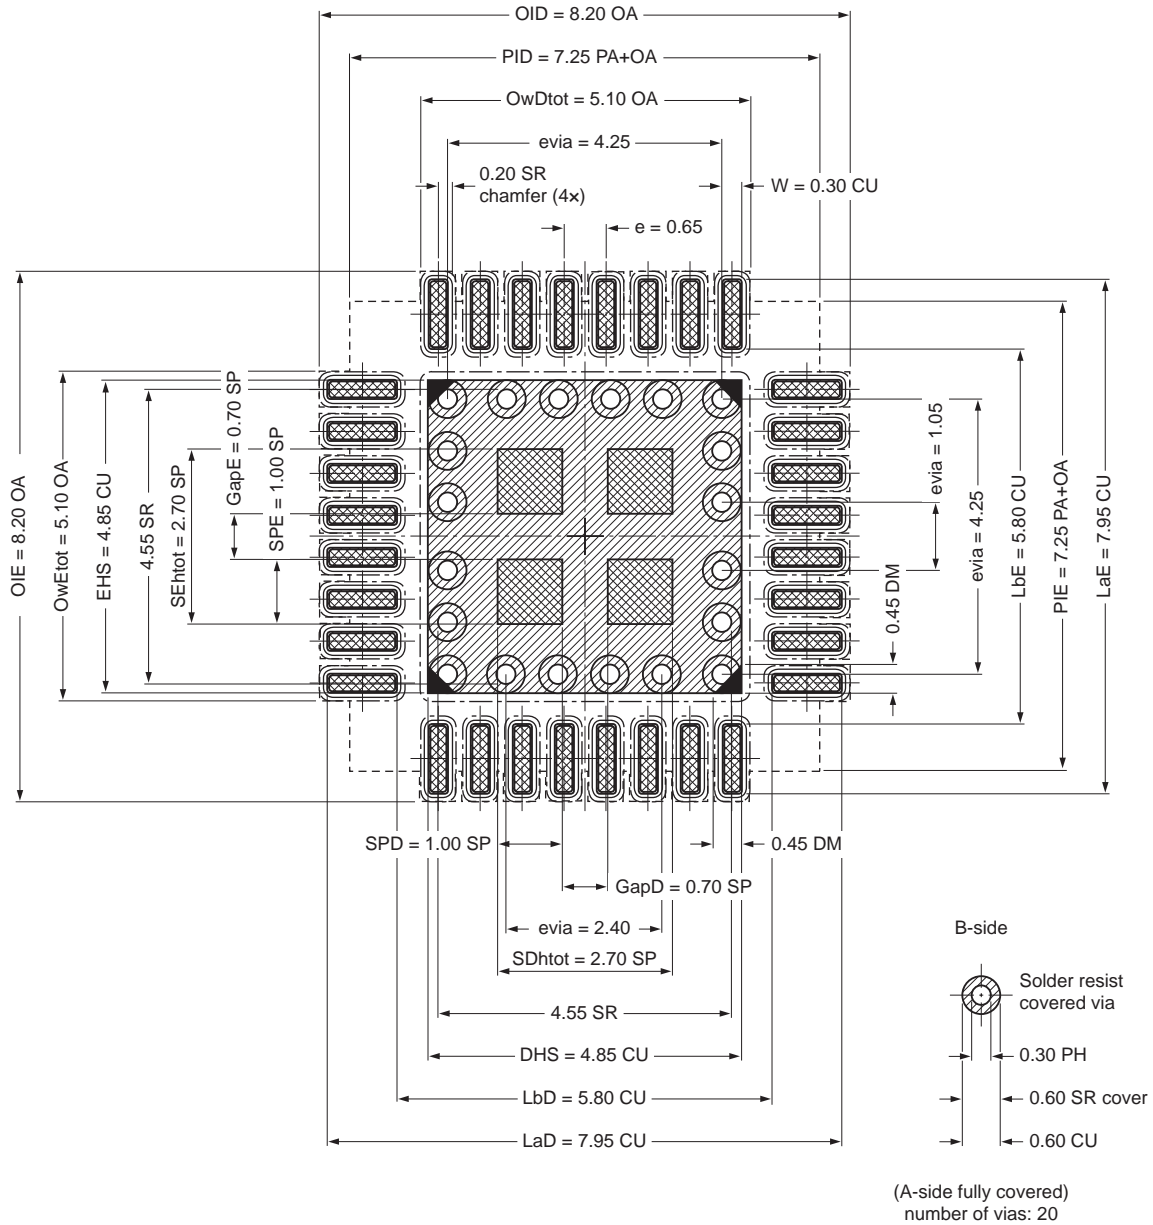 OID = 8.20 OA
PID = 7.25 PA+OA
OwDtot = 5.10 OA
evia = 4.25
0.20 SR
chamfer (4×)
W = 0.30 CU
e = 0.65
OIE = 8.20 OA
OwEtot = 5.10 OA
EHS = 4.85 CU
4.55 SR
SEhtot = 2.70 SP
GapE = 0.70 SP
SPE = 1.00 SP
evia = 1.05
0.45 DM
evia = 4.25
LbE = 5.80 CU
PIE = 7.25 PA+OA
LaE = 7.95 CU
SPD = 1.00 SP
0.45 DM
GapD = 0.70 SP
evia = 2.40
SDhtot = 2.70 SP
4.55 SR
DHS = 4.85 CU
LbD = 5.80 CU
LaD = 7.95 CU
B-side
Solder resist
covered via
0.30 PH
0.60 SR cover
0.60 CU
(A-side fully covered)
number of vias: 20